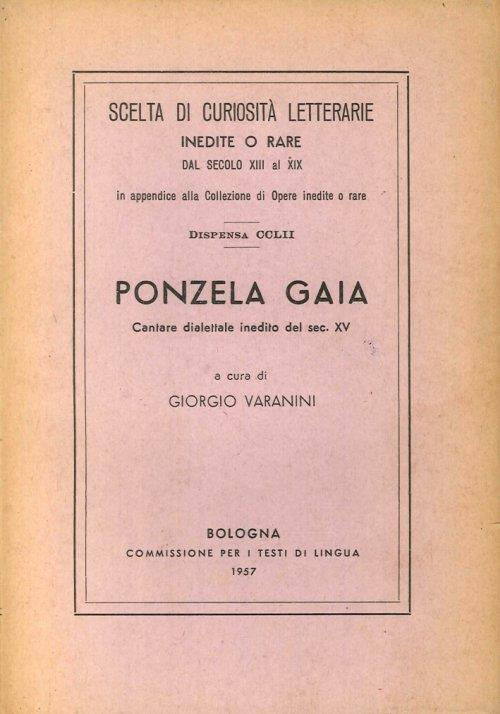 SCELTA DI CURIOSITÀ LETTERARIE
INEDITE O RARE
DAL SECOLO XIII al XIX
in appendice alla Collezione di Opere inedite o rare
DISPENSA CCLII
PONZELA GAIA
Cantare dialettale inedito del sec. XV
a cura di
GIORGIO VARANINI
BOLOGNA
COMMISSIONE PER I TESTI DI LINGUA
1957